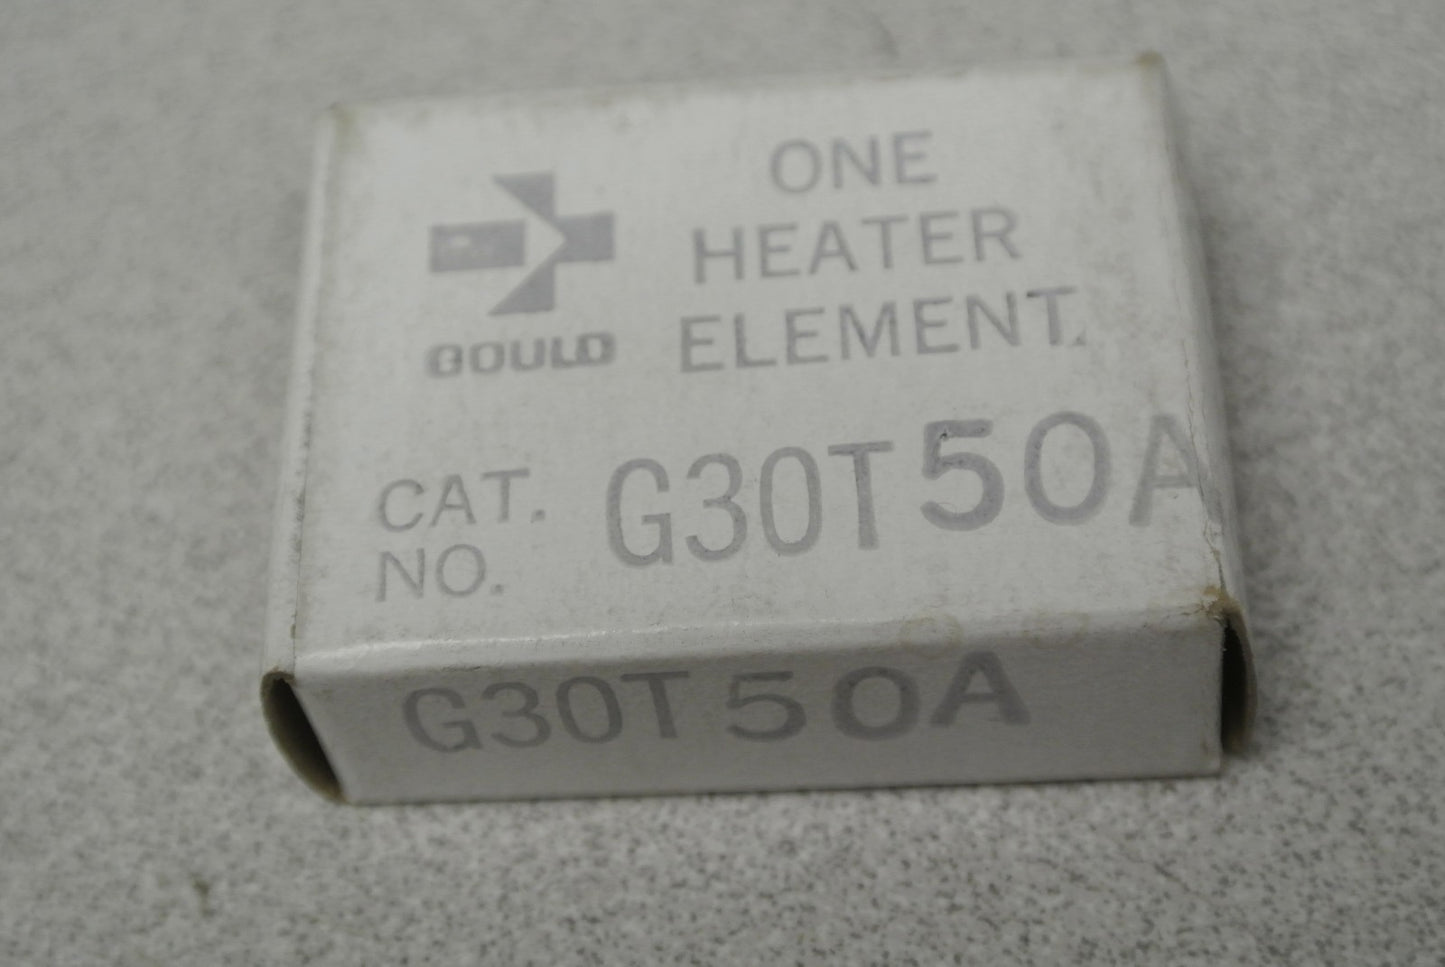 GOULD
ONE
HEATER
ELEMENT.
CAT. NO. G30T50A
G30T50A